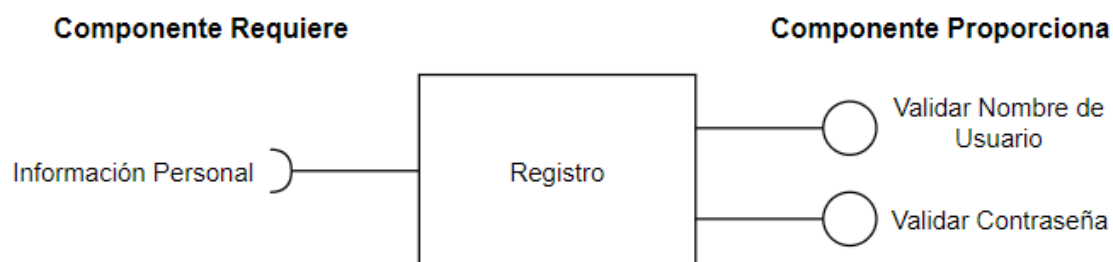 Componente Requiere
Componente Proporciona
Validar Nombre de
Usuario
Información Personal
Registro
Validar Contraseña